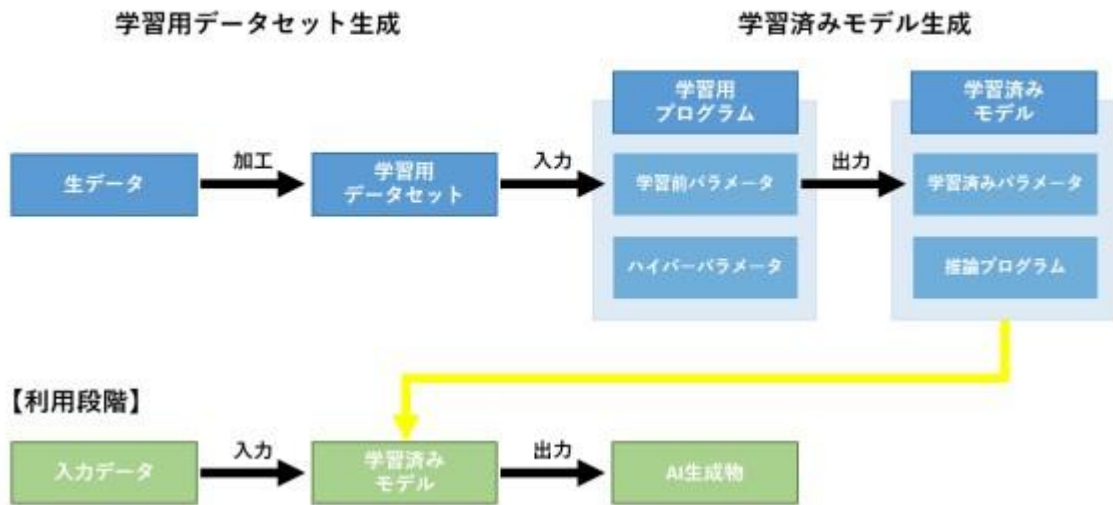 学習用データセット生成
学習済みモデル生成
生データ
加工
学習用
データセット
入力
学習用
プログラム
学習前パラメータ
ハイパーパラメータ
出力
学習済み
モデル
学習済みパラメータ
推論プログラム
【利用段階】
入力データ
入力
学習済み
モデル
出力
AI生成物